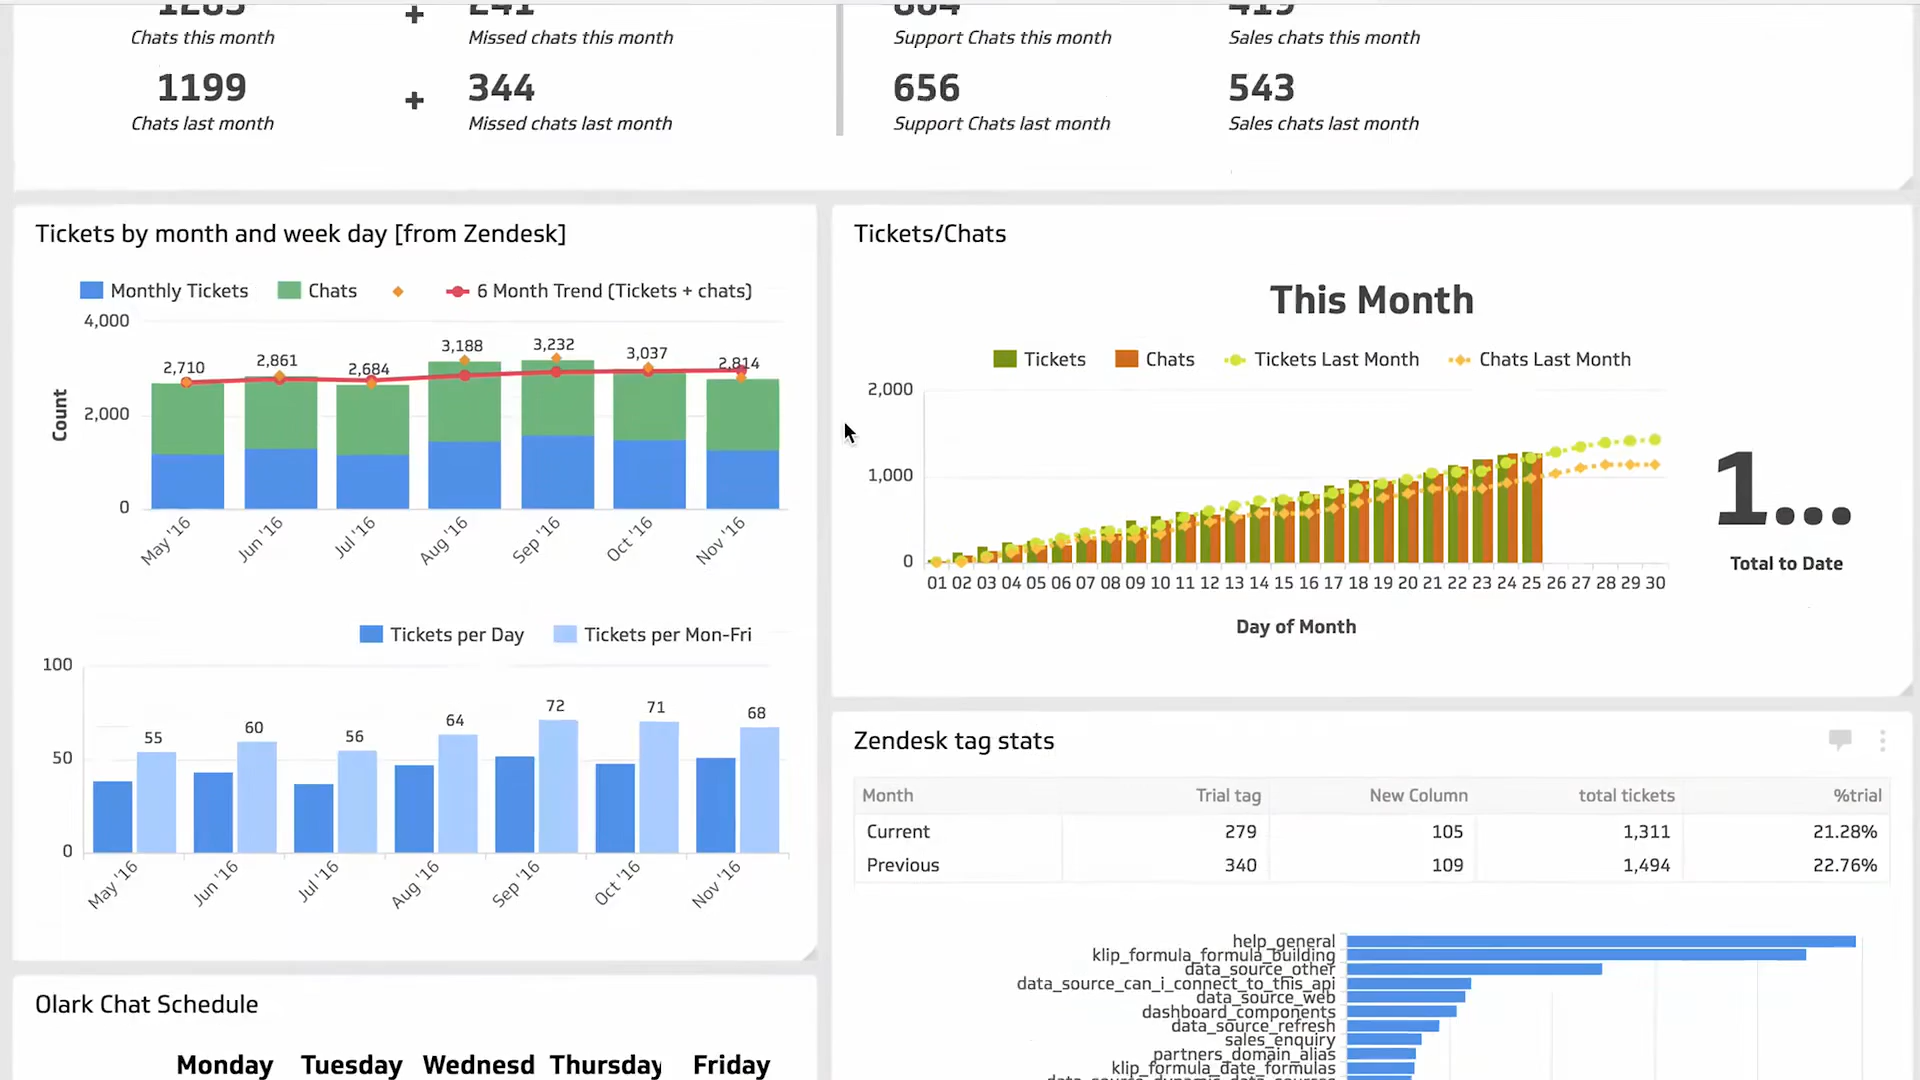 Chats this month
+
Missed chats this month
Support Chats this month
Sales chats this month
1199
+
344
656
543
Chats last month
Missed chats last month
Support Chats last month
Sales chats last month
Tickets by month and week day [from Zendesk]
Monthly Tickets Chats 6 Month Trend (Tickets + chats)
4,000
2,000
0
Count
2,710 2,861 2,684 3,188 3,232 3,037 2,814
May '16 Jun '16 Jul '16 Aug '16 Sep '16 Oct '16 Nov '16
Tickets per Day Tickets per Mon-Fri
100
50
0
55 60 56 64 72 71 68
May '16 Jun '16 Jul '16 Aug '16 Sep '16 Oct '16 Nov '16
Olark Chat Schedule
Monday Tuesday Wednesd Thursday Friday
Tickets/Chats
This Month
Tickets Chats Tickets Last Month Chats Last Month
2,000
1,000
0
01 02 03 04 05 06 07 08 09 10 11 12 13 14 15 16 17 18 19 20 21 22 23 24 25 26 27 28 29 30
Day of Month
1...
Total to Date
Zendesk tag stats
Month Trial tag New Column total tickets %trial
Current 279 105 1,311 21.28%
Previous 340 109 1,494 22.76%
help_general
klip_formula_formula_building
data_source_other
data_source_can_i_connect_to_this_api
data_source_web
dashboard_components
data_source_refresh
sales_enquiry
partners_domain_alias
klip_formula_date_formulas